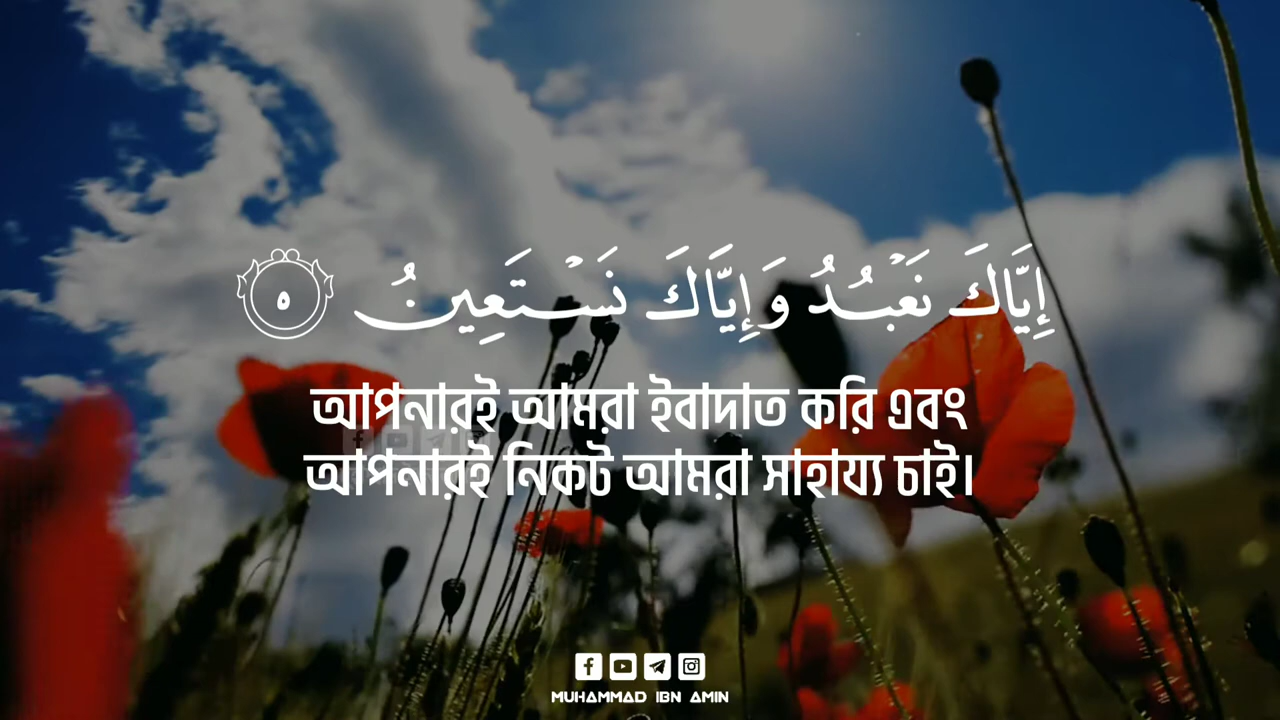 إِيَّاكَ نَعْبُدُ وَإِيَّاكَ نَسْتَعِينُ ٥
আপনারই আমরা ইবাদাত করি এবং
আপনারই নিকট আমরা সাহায্য চাই।
MUHAMMAD IBN AMIN